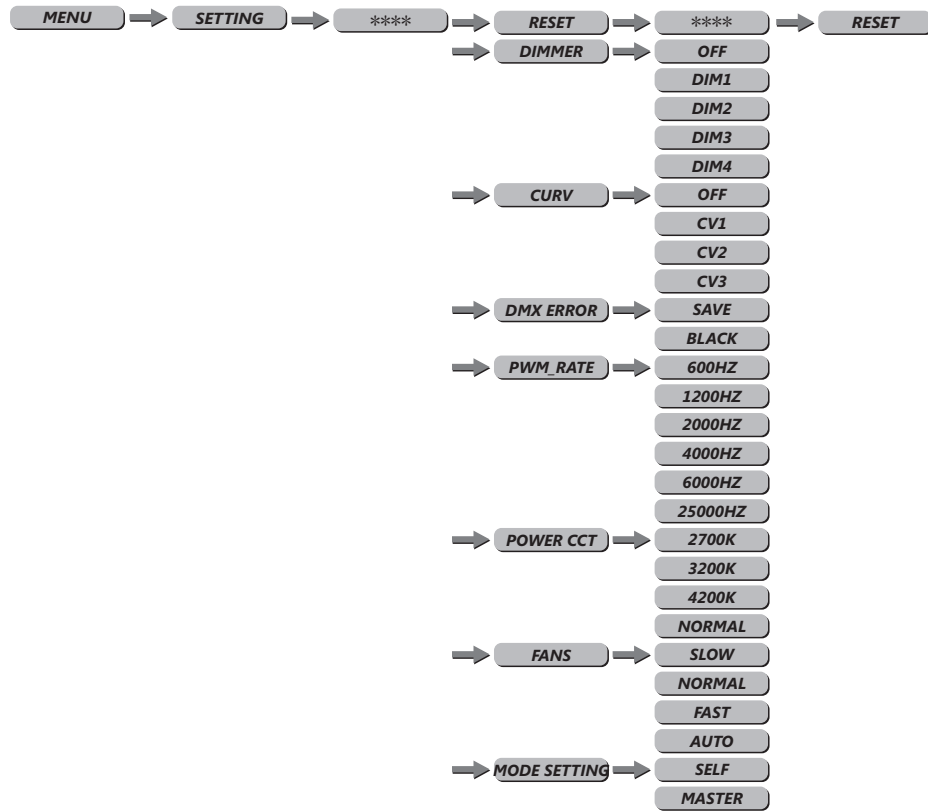 MENU SETTING **** RESET **** RESET
DIMMER OFF
DIM1
DIM2
DIM3
DIM4
CURV OFF
CV1
CV2
CV3
DMX ERROR SAVE
BLACK
PWM_RATE 600HZ
1200HZ
2000HZ
4000HZ
6000HZ
25000HZ
POWER CCT 2700K
3200K
4200K
NORMAL
FANS SLOW
NORMAL
FAST
AUTO
MODE SETTING SELF
MASTER